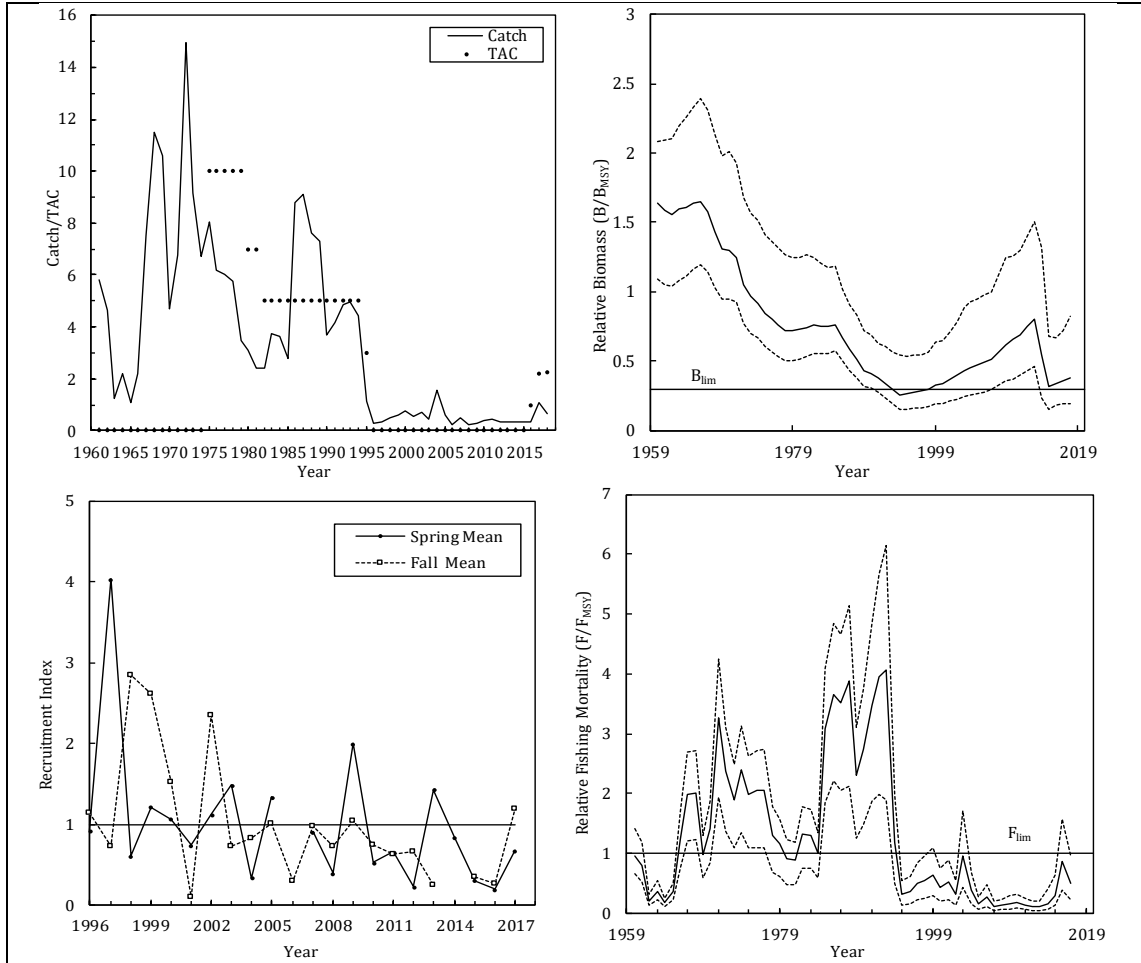 16
14
12
10
8
6
4
2
0
1960 1965 1970 1975 1980 1985 1990 1995 2000 2005 2010 2015
Year
Catch/TAC
Catch
TAC
3
2.5
2
1.5
1
0.5
0
1959 1979 1999 2019
Year
Relative Biomass (B/BMSY)
Blim
5
4
3
2
1
0
1996 1999 2002 2005 2008 2011 2014 2017
Year
Recruitment Index
Spring Mean
Fall Mean
7
6
5
4
3
2
1
0
1959 1979 1999 2019
Year
Relative Fishing Mortality (F/FMSY)
Flim